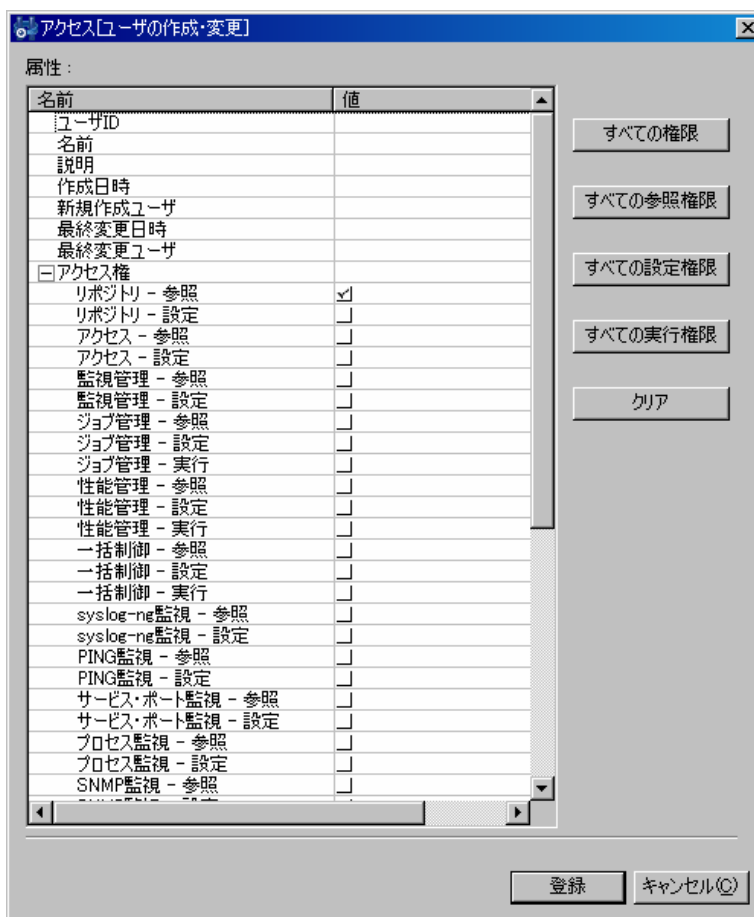 アクセス[ユーザの作成・変更]
属性：
名前 値
ユーザID
名前
説明
作成日時
新規作成ユーザ
最終変更日時
最終変更ユーザ
アクセス権
リポジトリ - 参照
リポジトリ - 設定
アクセス - 参照
アクセス - 設定
監視管理 - 参照
監視管理 - 設定
ジョブ管理 - 参照
ジョブ管理 - 設定
ジョブ管理 - 実行
性能管理 - 参照
性能管理 - 設定
性能管理 - 実行
一括制御 - 参照
一括制御 - 設定
一括制御 - 実行
syslog-ng監視 - 参照
syslog-ng監視 - 設定
PING監視 - 参照
PING監視 - 設定
サービス・ポート監視 - 参照
サービス・ポート監視 - 設定
プロセス監視 - 参照
プロセス監視 - 設定
SNMP監視 - 参照
すべての権限
すべての参照権限
すべての設定権限
すべての実行権限
クリア
登録
キャンセル(C)